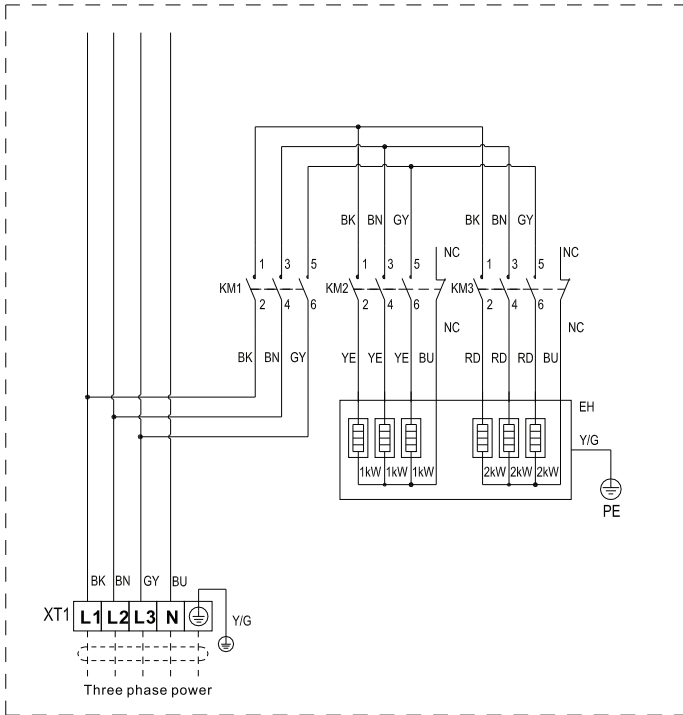 BK BN GY BK BN GY
NC NC
1 3 5 1 3 5 1 3 5
KM1 KM2 KM3
2 4 6 2 4 6 2 4 6
NC NC
BK BN GY YE YE YE BU RD RD RD BU
EH
Y/G
1kW 1kW 1kW 2kW 2kW 2kW
PE
BK BN GY BU
XT1 L1 L2 L3 N
Y/G
Three phase power